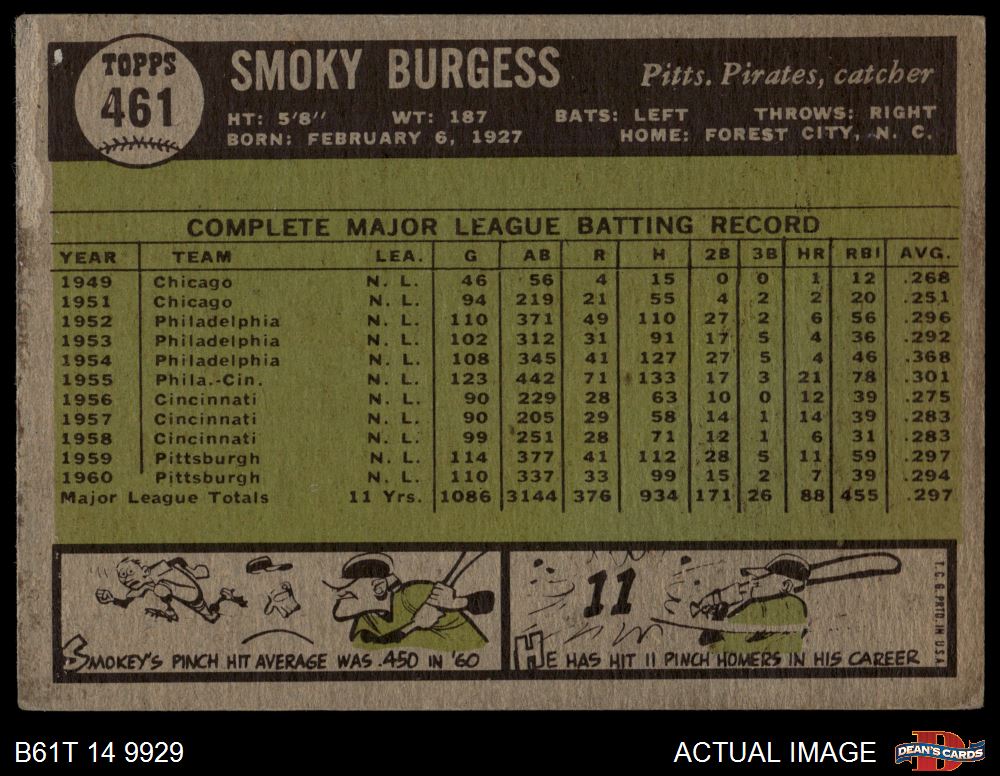 TOPPS
461
SMOKY BURGESS Pitts. Pirates, catcher
HT: 5'8" WT: 187 BATS: LEFT THROWS: RIGHT
BORN: FEBRUARY 6, 1927 HOME: FOREST CITY, N. C.
COMPLETE MAJOR LEAGUE BATTING RECORD
YEAR TEAM LEA. G AB R H 2B 3B HR RBI AVG.
1949 Chicago N. L. 46 56 4 15 0 0 1 12 .268
1951 Chicago N. L. 94 219 21 55 4 2 2 20 .251
1952 Philadelphia N. L. 110 371 49 110 27 2 6 56 .296
1953 Philadelphia N. L. 102 312 31 91 17 5 4 36 .292
1954 Philadelphia N. L. 108 345 41 127 27 5 4 46 .368
1955 Phila.-Cin. N. L. 123 442 71 133 17 3 21 78 .301
1956 Cincinnati N. L. 90 229 28 63 10 0 12 39 .275
1957 Cincinnati N. L. 90 205 29 58 14 1 14 39 .283
1958 Cincinnati N. L. 99 251 28 71 12 1 6 31 .283
1959 Pittsburgh N. L. 114 377 41 112 28 5 11 59 .297
1960 Pittsburgh N. L. 110 337 33 99 15 2 7 39 .294
Major League Totals 11 Yrs. 1086 3144 376 934 171 26 88 455 .297
SMOKEY'S PINCH HIT AVERAGE WAS .450 IN '60
11
HE HAS HIT 11 PINCH HOMERS IN HIS CAREER
T.C.G. PRTD. IN U.S.A.
B61T 14 9929
ACTUAL IMAGE
D
DEAN'S CARDS